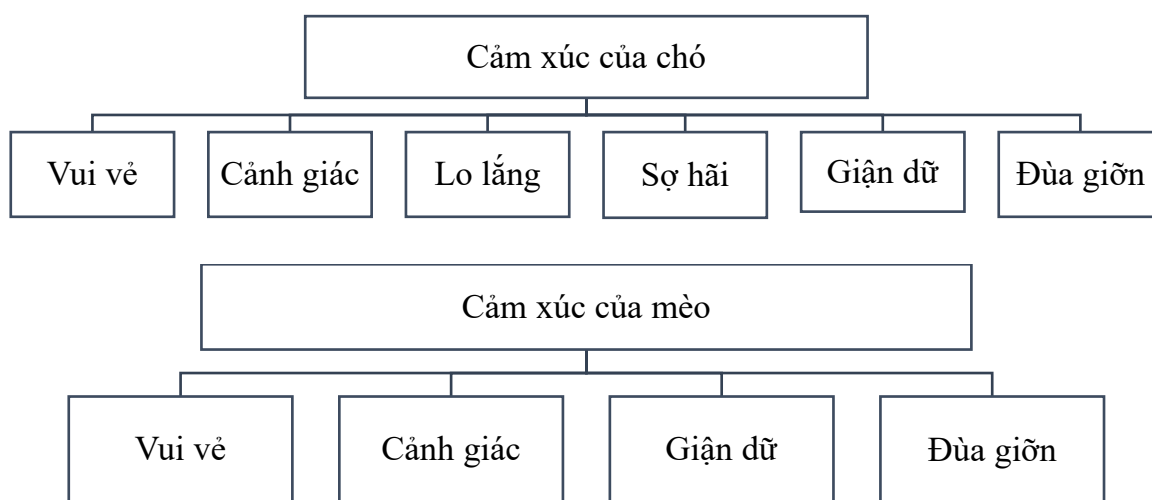 Cảm xúc của chó
Vui vẻ
Cảnh giác
Lo lắng
Sợ hãi
Giận dữ
Đùa giỡn
Cảm xúc của mèo
Vui vẻ
Cảnh giác
Giận dữ
Đùa giỡn